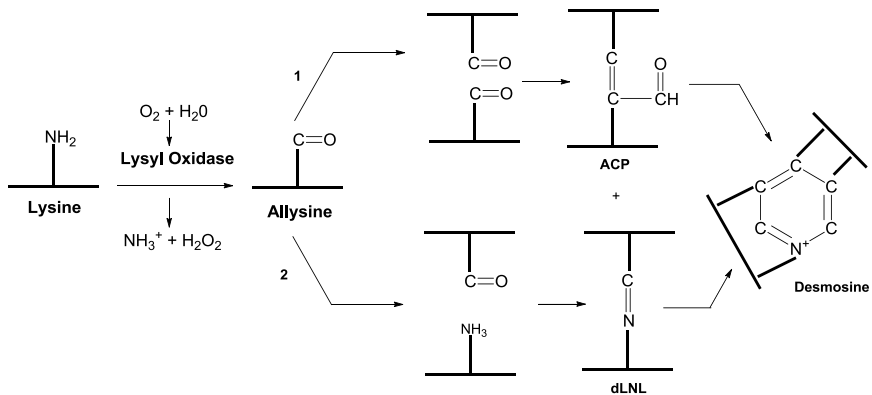 NH₂
Lysine
O₂ + H₂0
Lysyl Oxidase
NH₃⁺ + H₂O₂
C=O
Allysine
1
2
C=O
C=O
C
C
CH
O
ACP
+
C=O
NH₃
C
N
dLNL
C
C
C
C
C
N⁺
Desmosine